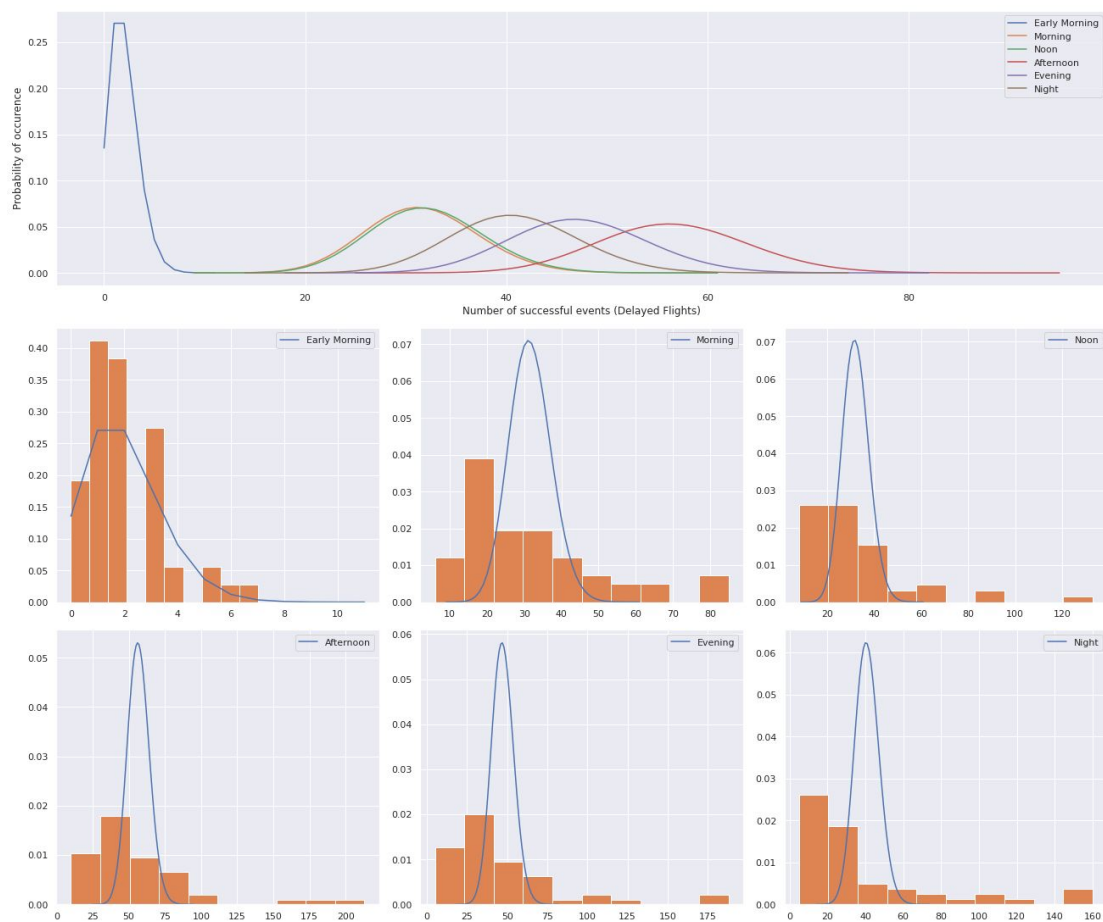 Probability of occurence
0.25
0.20
0.15
0.10
0.05
0.00
Early Morning
Morning
Noon
Afternoon
Evening
Night
0 20 40 60 80
Number of successful events (Delayed Flights)
Early Morning
0.40
0.35
0.30
0.25
0.20
0.15
0.10
0.05
0.00
0 2 4 6 8 10
Morning
0.07
0.06
0.05
0.04
0.03
0.02
0.01
0.00
10 20 30 40 50 60 70 80
Noon
0.07
0.06
0.05
0.04
0.03
0.02
0.01
0.00
20 40 60 80 100 120
Afternoon
0.05
0.04
0.03
0.02
0.01
0.00
0 25 50 75 100 125 150 175 200
Evening
0.06
0.05
0.04
0.03
0.02
0.01
0.00
0 25 50 75 100 125 150 175
Night
0.06
0.05
0.04
0.03
0.02
0.01
0.00
0 20 40 60 80 100 120 140 160